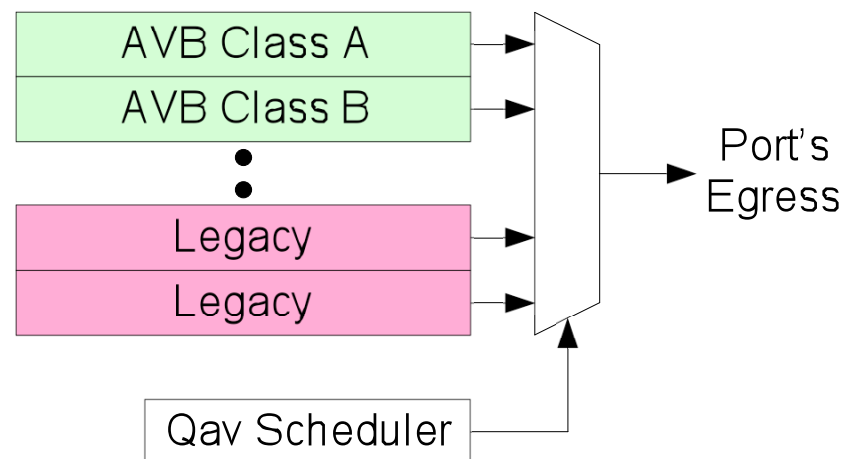 AVB Class A
AVB Class B
Legacy
Legacy
Qav Scheduler
Port's
Egress